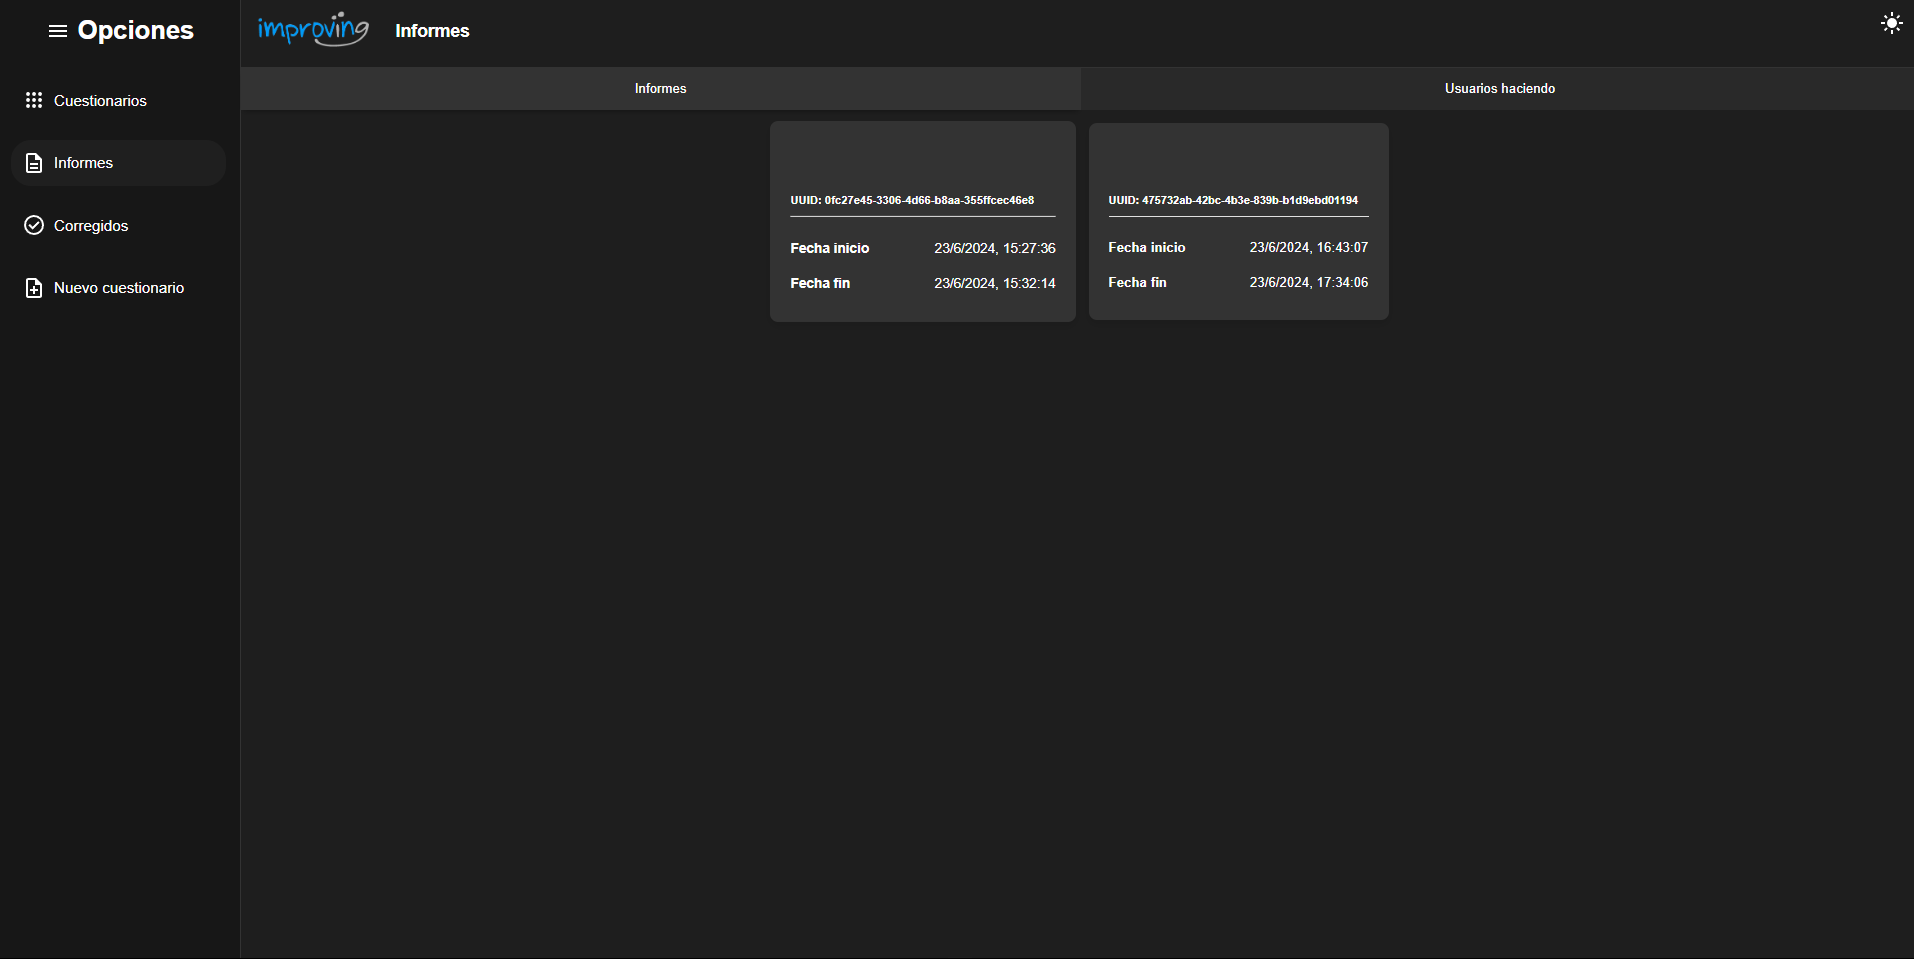 Opciones
Cuestionarios
Informes
Corregidos
Nuevo cuestionario
improving
Informes
Informes
Usuarios haciendo
UUID: 0fc27e45-3306-4d66-b8aa-355ffcec46e8
Fecha inicio 23/6/2024, 15:27:36
Fecha fin 23/6/2024, 15:32:14
UUID: 475732ab-42bc-4b3e-839b-b1d9ebd01194
Fecha inicio 23/6/2024, 16:43:07
Fecha fin 23/6/2024, 17:34:06